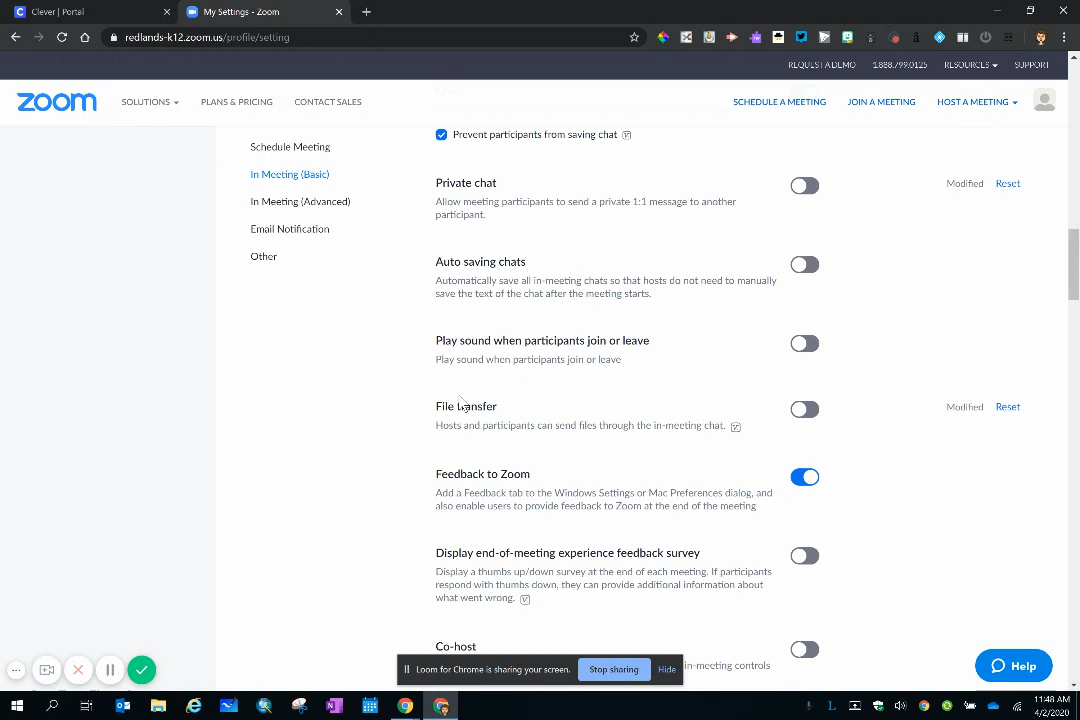 Clever | Portal
My Settings - Zoom
redlands-k12.zoom.us/profile/setting
REQUEST A DEMO 1.888.799.0125 RESOURCES SUPPORT
zoom SOLUTIONS PLANS & PRICING CONTACT SALES SCHEDULE A MEETING JOIN A MEETING HOST A MEETING
Schedule Meeting
In Meeting (Basic)
In Meeting (Advanced)
Email Notification
Other
Prevent participants from saving chat
Private chat
Modified Reset
Allow meeting participants to send a private 1:1 message to another
participant.
Auto saving chats
Automatically save all in-meeting chats so that hosts do not need to manually
save the text of the chat after the meeting starts.
Play sound when participants join or leave
Play sound when participants join or leave
File transfer
Modified Reset
Hosts and participants can send files through the in-meeting chat.
Feedback to Zoom
Add a Feedback tab to the Windows Settings or Mac Preferences dialog, and
also enable users to provide feedback to Zoom at the end of the meeting
Display end-of-meeting experience feedback survey
Display a thumbs up/down survey at the end of each meeting. If participants
respond with thumbs down, they can provide additional information about
what went wrong.
Co-host
in-meeting controls
Loom for Chrome is sharing your screen. Stop sharing Hide
Help
11:48 AM
4/2/2020